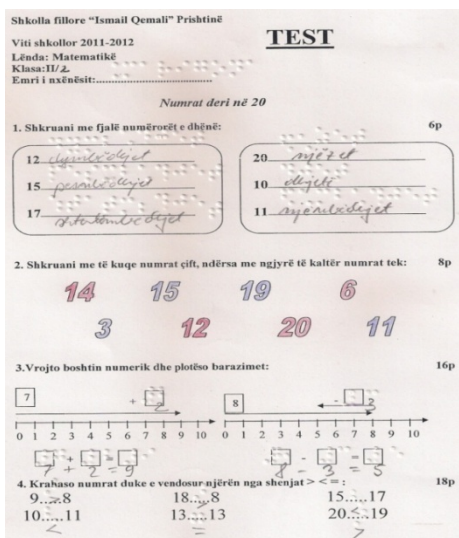 Shkolla fillore “Ismail Qemali” Prishtinë
TEST
Viti shkollor 2011-2012
Lënda: Matematikë
Klasa:II/2
Emri i nxënësit:..............................
Numrat deri në 20
1. Shkruani me fjalë numërorët e dhënë: 6p
12 dymbëdhjet
15 pesmbëdhjet
17 shtatëmbëdhjet
20 njëzet
10 dhjetë
11 njëmbëdhjet
2. Shkruani me të kuqe numrat çift, ndërsa me ngjyrë të kaltër numrat tek: 8p
14 15 19 6
3 12 20 11
3.Vrojto boshtin numerik dhe plotëso barazimet: 16p
7 + 2 8 - 3
0 1 2 3 4 5 6 7 8 9 10 0 1 2 3 4 5 6 7 8 9 10
7 + 2 = 9 8 - 3 = 5
4. Krahaso numrat duke e vendosur njërën nga shenjat > < = : 18p
9.....8 18.....8 15.....17
10.....11 13.....13 20.....19
< = >